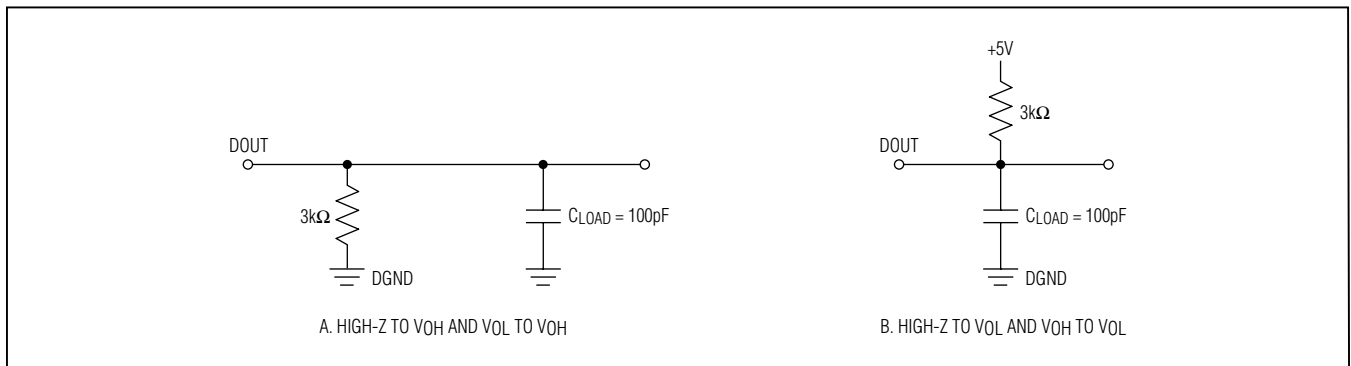 DOUT
3kΩ
CLOAD = 100pF
DGND
A. HIGH-Z TO VOH AND VOL TO VOH
+5V
3kΩ
DOUT
CLOAD = 100pF
DGND
B. HIGH-Z TO VOL AND VOH TO VOL